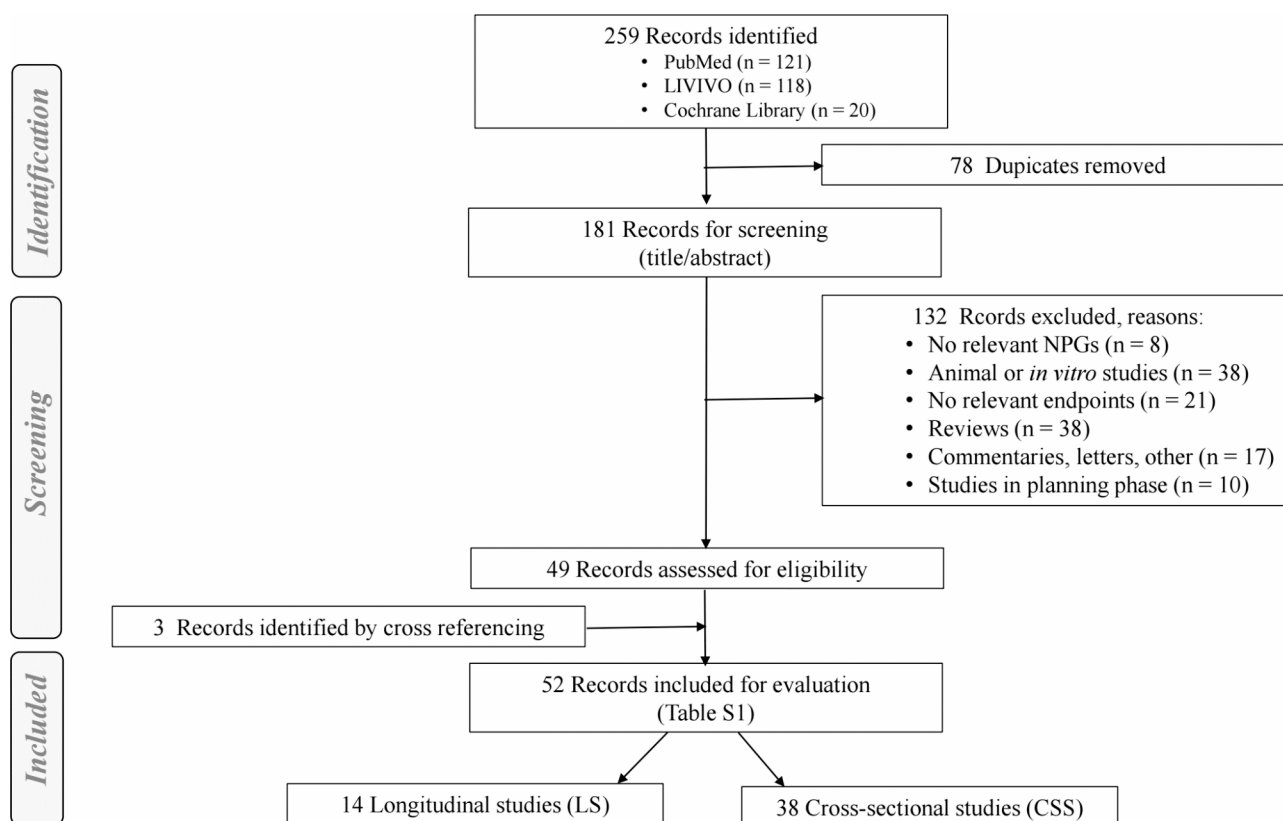 259 Records identified
• PubMed (n = 121)
• LIVIVO (n = 118)
• Cochrane Library (n = 20)
Identification
78 Dupicates removed
181 Records for screening
(title/abstract)
Screening
132 Rcords excluded, reasons:
• No relevant NPGs (n = 8)
• Animal or in vitro studies (n = 38)
• No relevant endpoints (n = 21)
• Reviews (n = 38)
• Commentaries, letters, other (n = 17)
• Studies in planning phase (n = 10)
49 Records assessed for eligibility
3 Records identified by cross referencing
Included
52 Records included for evaluation
(Table S1)
14 Longitudinal studies (LS)
38 Cross-sectional studies (CSS)